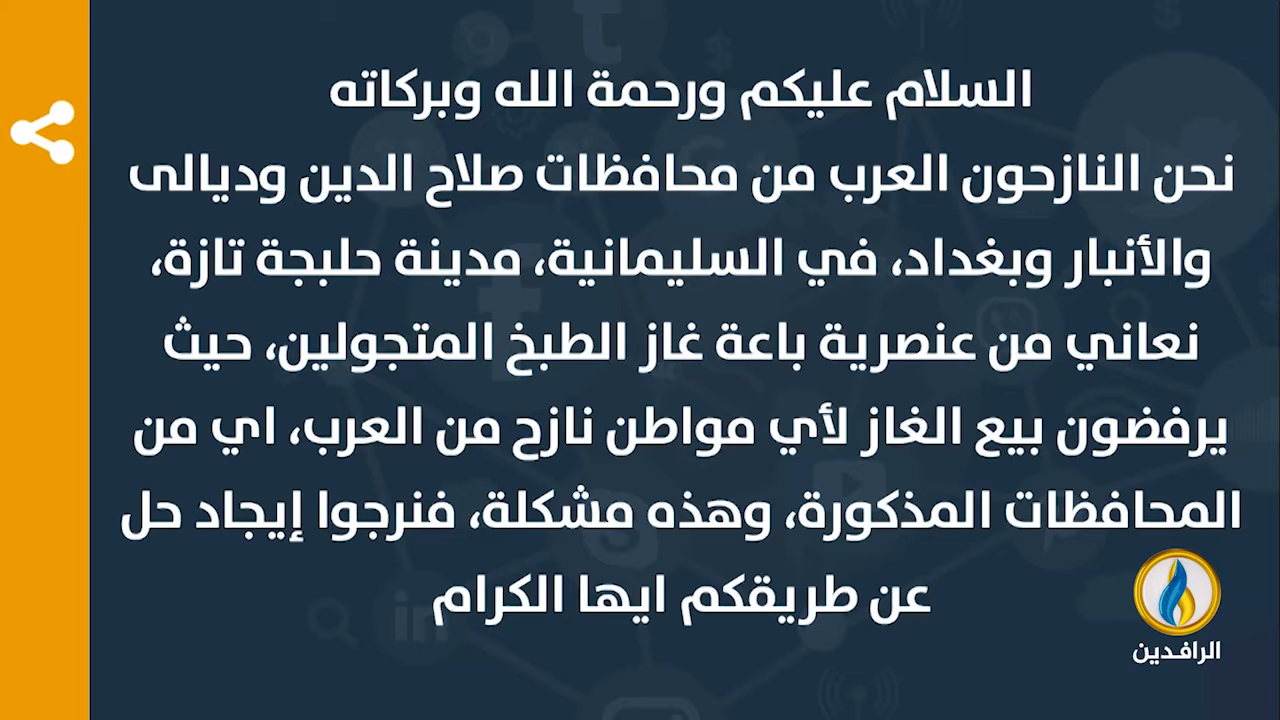 السلام عليكم ورحمة الله وبركاته
نحن النازحون العرب من محافظات صلاح الدين وديالى
والأنبار وبغداد، في السليمانية، مدينة حلبجة تازة،
نعاني من عنصرية باعة غاز الطبخ المتجولين، حيث
يرفضون بيع الغاز لأي مواطن نازح من العرب، اي من
المحافظات المذكورة، وهذه مشكلة، فنرجوا إيجاد حل
عن طريقكم ايها الكرام
الرافدين